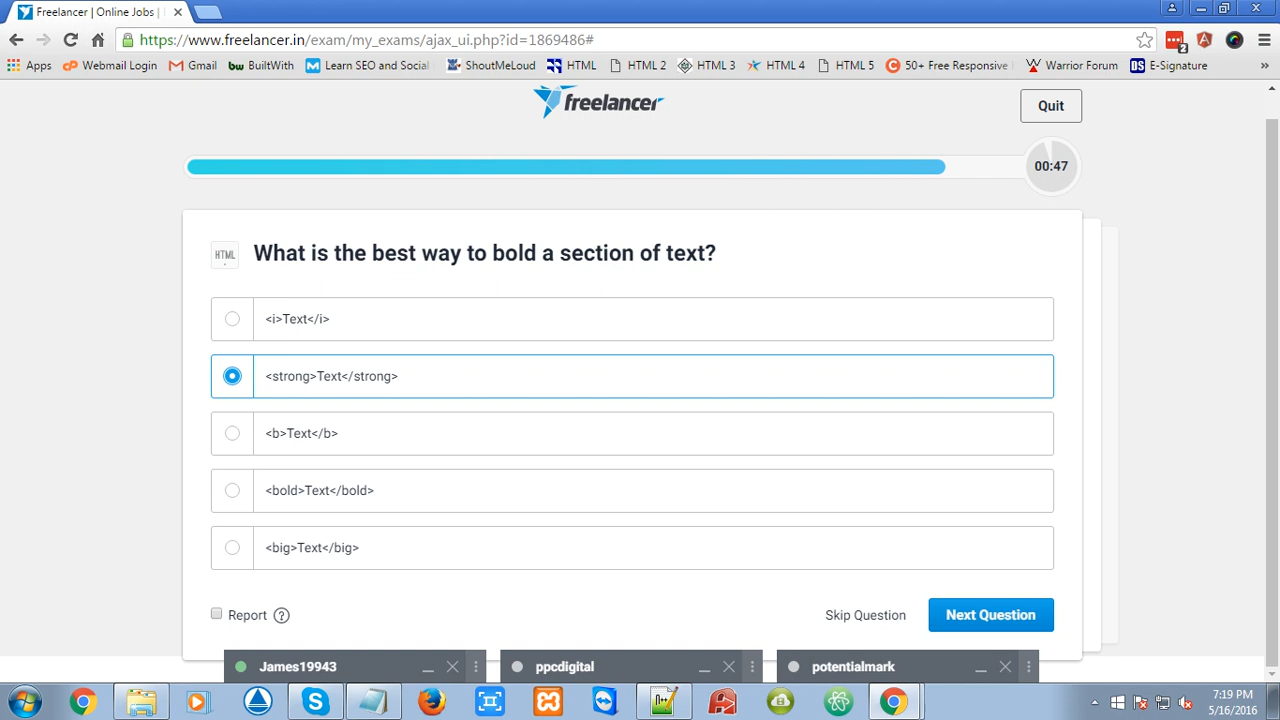 Freelancer | Online Jobs |
https://www.freelancer.in/exam/my_exams/ajax_ui.php?id=1869486#
2
Apps Webmail Login Gmail bw BuiltWith M Learn SEO and Social ShoutMeLoud HTML HTML 2 HTML 3 HTML 4 HTML 5 C 50+ Free Responsive Warrior Forum DS E-Signature »
freelancer
Quit
00:47
HTML
What is the best way to bold a section of text?
<i>Text</i>
<strong>Text</strong>
<b>Text</b>
<bold>Text</bold>
<big>Text</big>
Report ?
Skip Question
Next Question
James19943
ppcdigital
potentialmark
7:19 PM
5/16/2016